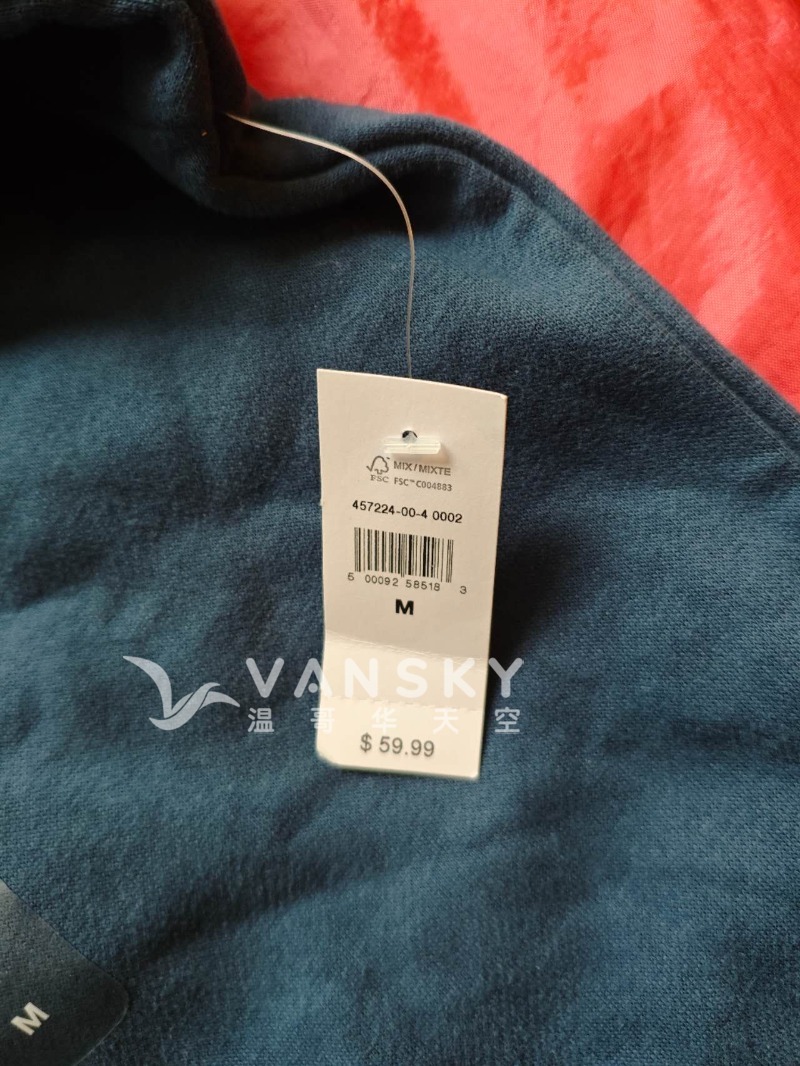 MIX/MIXTE
FSC FSC™ C004883
457224-00-4 0002
5 00092 58518 3
M
VANSKY
温哥华天空
$ 59.99
M